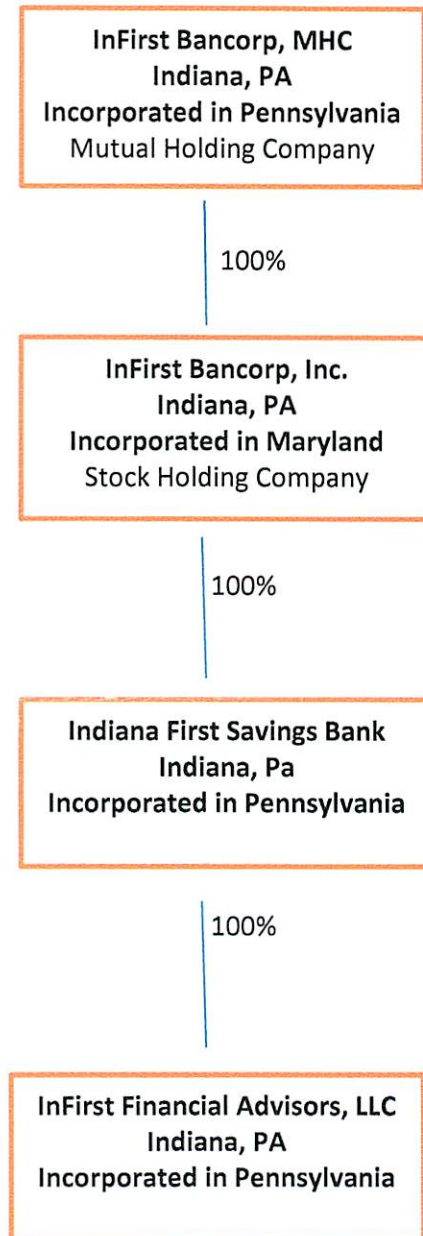 InFirst Bancorp, MHC
Indiana, PA
Incorporated in Pennsylvania
Mutual Holding Company
100%
InFirst Bancorp, Inc.
Indiana, PA
Incorporated in Maryland
Stock Holding Company
100%
Indiana First Savings Bank
Indiana, Pa
Incorporated in Pennsylvania
100%
InFirst Financial Advisors, LLC
Indiana, PA
Incorporated in Pennsylvania